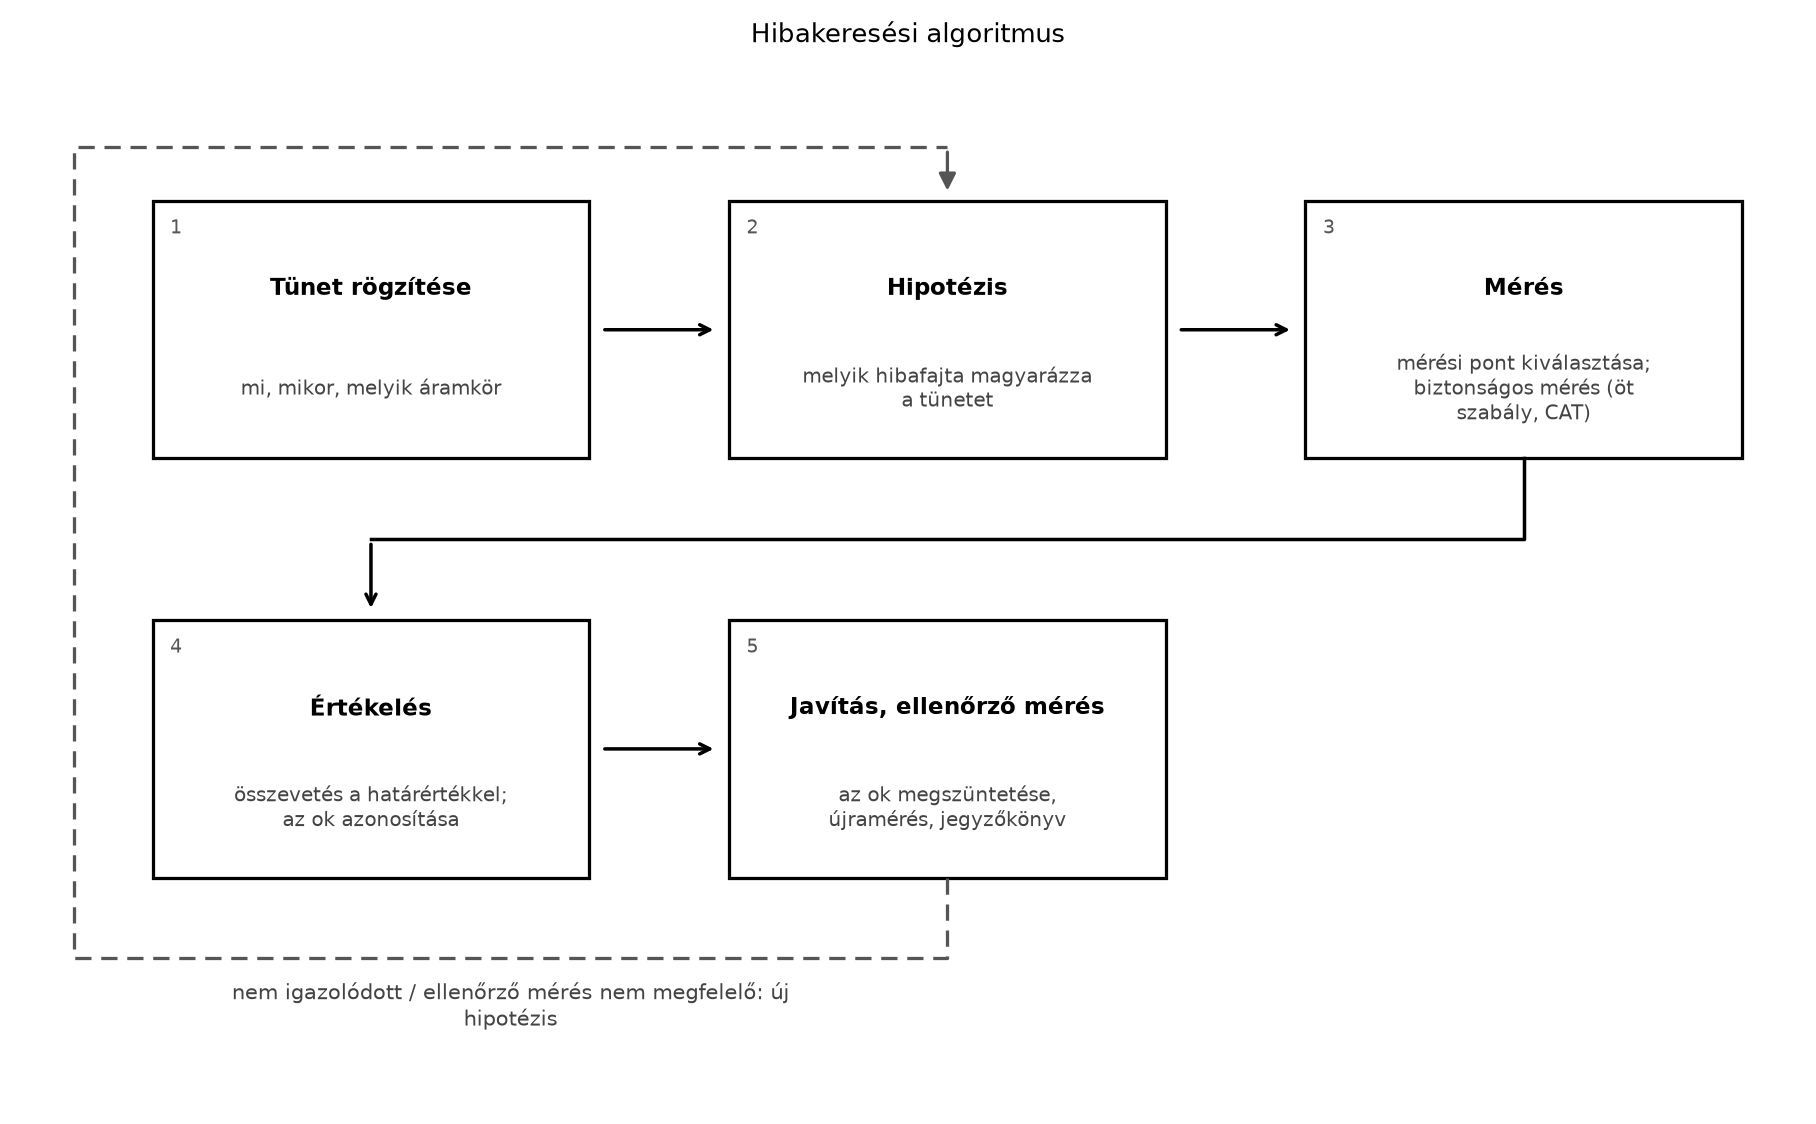 Hibakeresési algoritmus
1
Tünet rögzítése
mi, mikor, melyik áramkör
2
Hipotézis
melyik hibafajta magyarázza
a tünetet
3
Mérés
mérési pont kiválasztása;
biztonságos mérés (öt
szabály, CAT)
4
Értékelés
összevetés a határértékkel;
az ok azonosítása
5
Javítás, ellenőrző mérés
az ok megszüntetése,
újramérés, jegyzőkönyv
nem igazolódott / ellenőrző mérés nem megfelelő: új
hipotézis